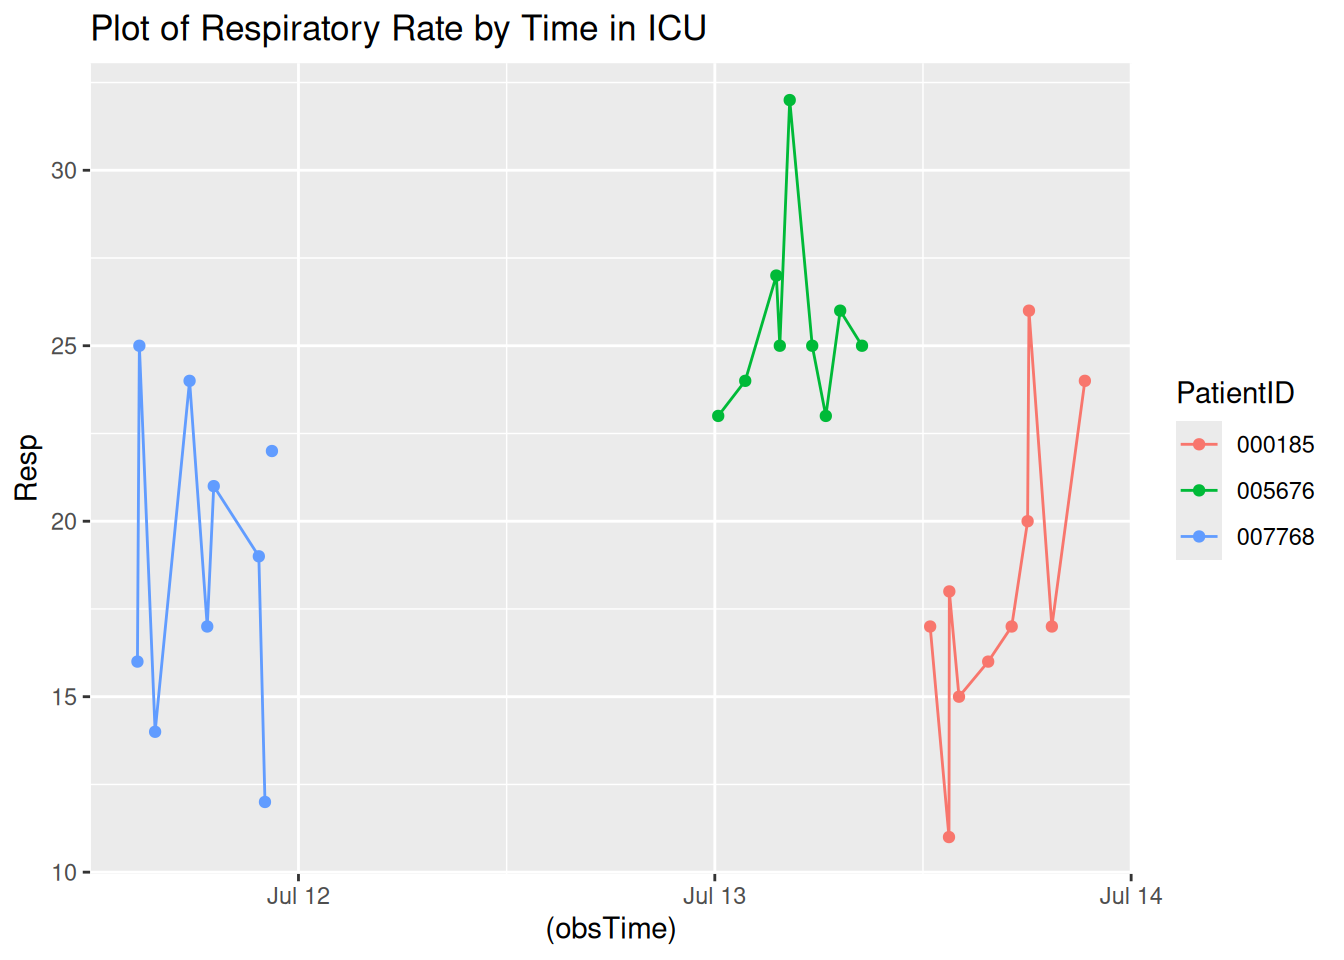 Plot of Respiratory Rate by Time in ICU
Resp
30
25
20
15
10
Jul 12
Jul 13
Jul 14
(obsTime)
PatientID
000185
005676
007768